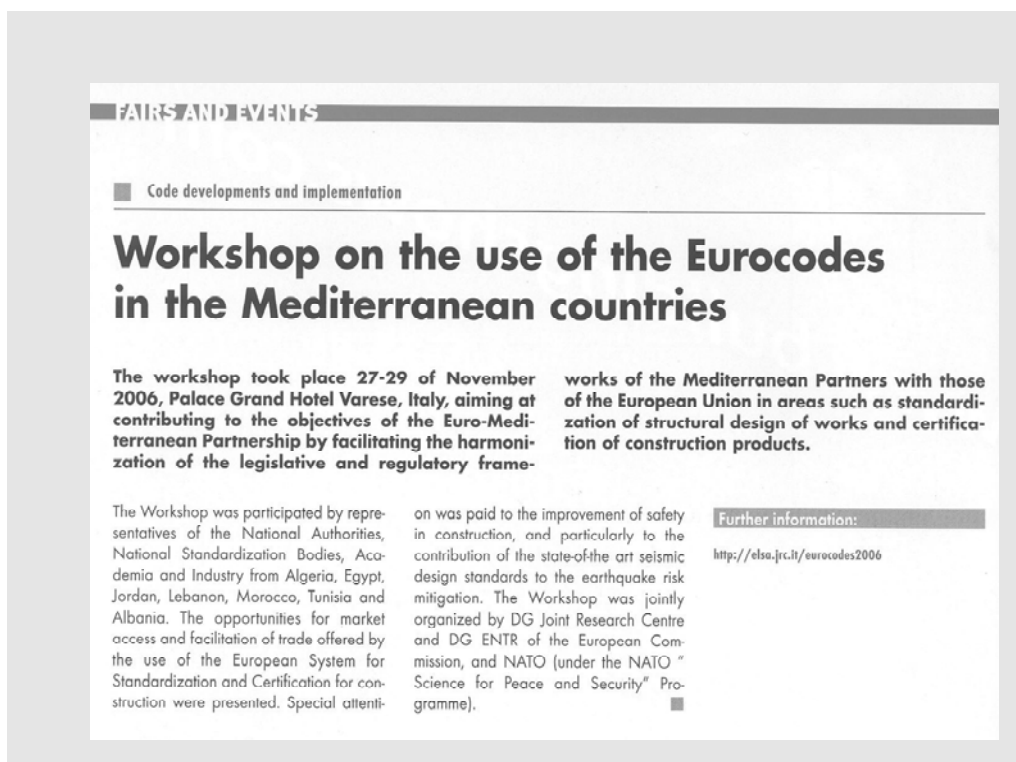 FAIRS AND EVENTS
Code developments and implementation
Workshop on the use of the Eurocodes
in the Mediterranean countries
The workshop took place 27-29 of November
2006, Palace Grand Hotel Varese, Italy, aiming at
contributing to the objectives of the Euro-Medi-
terranean Partnership by facilitating the harmoni-
zation of the legislative and regulatory frame-
works of the Mediterranean Partners with those
of the European Union in areas such as standardi-
zation of structural design of works and certifica-
tion of construction products.
The Workshop was participated by repre-
sentatives of the National Authorities,
National Standardization Bodies, Aca-
demia and Industry from Algeria, Egypt,
Jordan, Lebanon, Morocco, Tunisia and
Albania. The opportunities for market
access and facilitation of trade offered by
the use of the European System for
Standardization and Certification for con-
struction were presented. Special attenti-
on was paid to the improvement of safety
in construction, and particularly to the
contribution of the state-of-the art seismic
design standards to the earthquake risk
mitigation. The Workshop was jointly
organized by DG Joint Research Centre
and DG ENTR of the European Com-
mission, and NATO (under the NATO "
Science for Peace and Security" Pro-
gramme).
Further information:
http://elsa.jrc.it/eurocodes2006